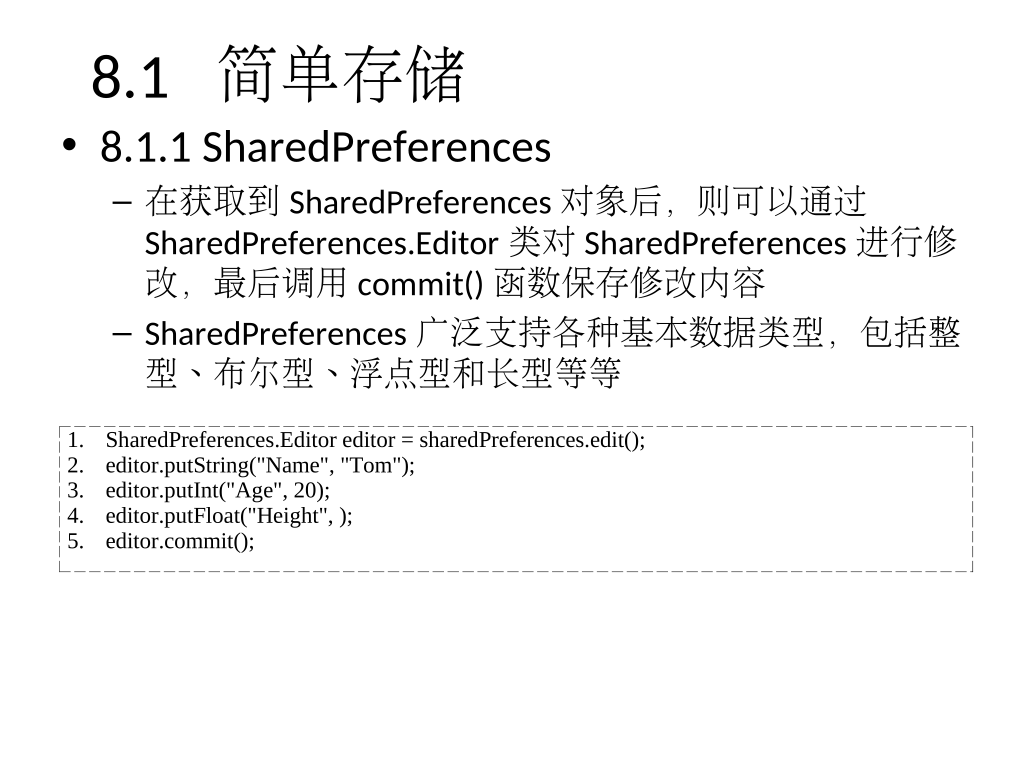 8.1 简单存储
• 8.1.1 SharedPreferences
– 在获取到 SharedPreferences 对象后，则可以通过
SharedPreferences.Editor 类对 SharedPreferences 进行修
改，最后调用 commit() 函数保存修改内容
– SharedPreferences 广泛支持各种基本数据类型，包括整
型、布尔型、浮点型和长型等等
1. SharedPreferences.Editor editor = sharedPreferences.edit();
2. editor.putString("Name", "Tom");
3. editor.putInt("Age", 20);
4. editor.putFloat("Height", );
5. editor.commit();